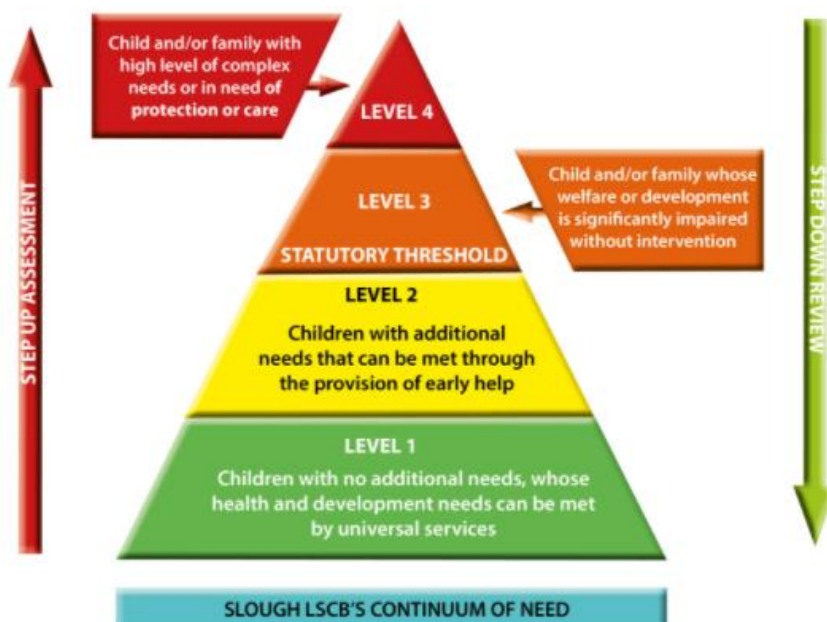 Child and/or family with
high level of complex
needs or in need of
protection or care
LEVEL 4
LEVEL 3
STATUTORY THRESHOLD
Child and/or family whose
welfare or development
is significantly impaired
without intervention
LEVEL 2
Children with additional
needs that can be met through
the provision of early help
LEVEL 1
Children with no additional needs, whose
health and development needs can be met
by universal services
STEP UP ASSESSMENT
STEP DOWN REVIEW
SLOUGH LSCB'S CONTINUUM OF NEED